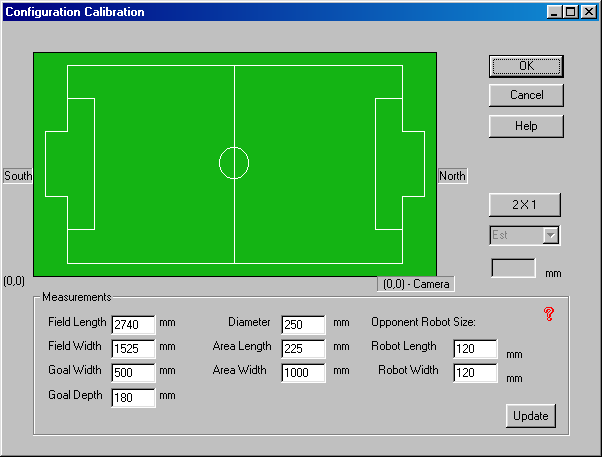 Configuration Calibration
OK
Cancel
Help
South
North
2 X 1
Est
mm
(0,0)
(0,0) - Camera
Measurements
Field Length 2740 mm Diameter 250 mm Opponent Robot Size: ?
Field Width 1525 mm Area Length 225 mm Robot Length 120 mm
Goal Width 500 mm Area Width 1000 mm Robot Width 120 mm
Goal Depth 180 mm
Update